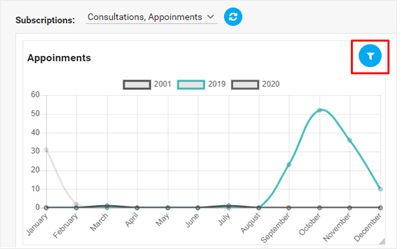 Subscriptions: Consultations, Appointments
Appoinments
2001 2019 2020
60
50
40
30
20
10
0
January February March April May June July August September October November December